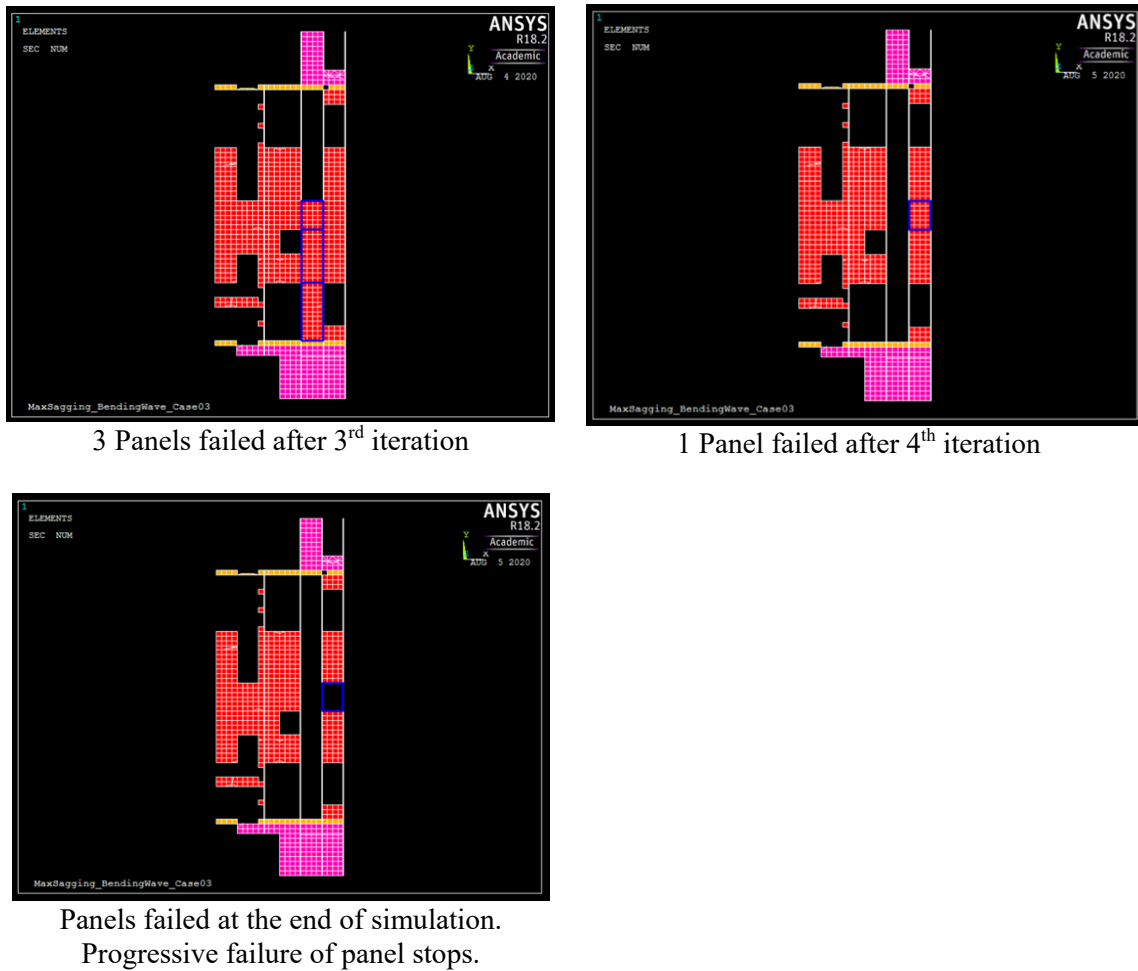 1
ELEMENTS
SEC NUM
ANSYS
R18.2
Academic
Y
X
AUG 4 2020
MaxSagging_BendingWave_Case03
3 Panels failed after 3rd iteration
1
ELEMENTS
SEC NUM
ANSYS
R18.2
Academic
Y
X
AUG 5 2020
MaxSagging_BendingWave_Case03
1 Panel failed after 4th iteration
1
ELEMENTS
SEC NUM
ANSYS
R18.2
Academic
Y
X
AUG 5 2020
MaxSagging_BendingWave_Case03
Panels failed at the end of simulation.
Progressive failure of panel stops.